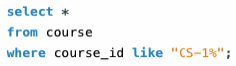 select *
from course
where course_id like "CS-1%";